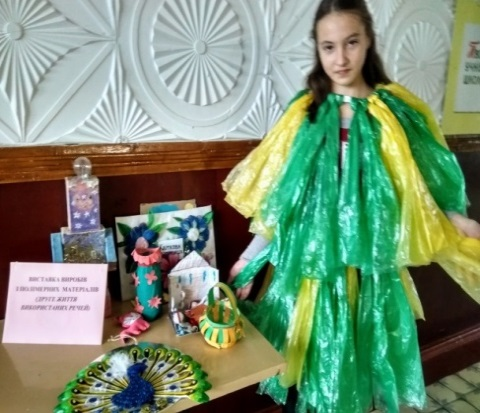 ВИСТАВКА ВИРОБІВ
З ПОЛІМЕРНИХ МАТЕРІАЛІВ
(ДРУГЕ ЖИТТЯ
ВИКОРИСТАНИХ РЕЧЕЙ)